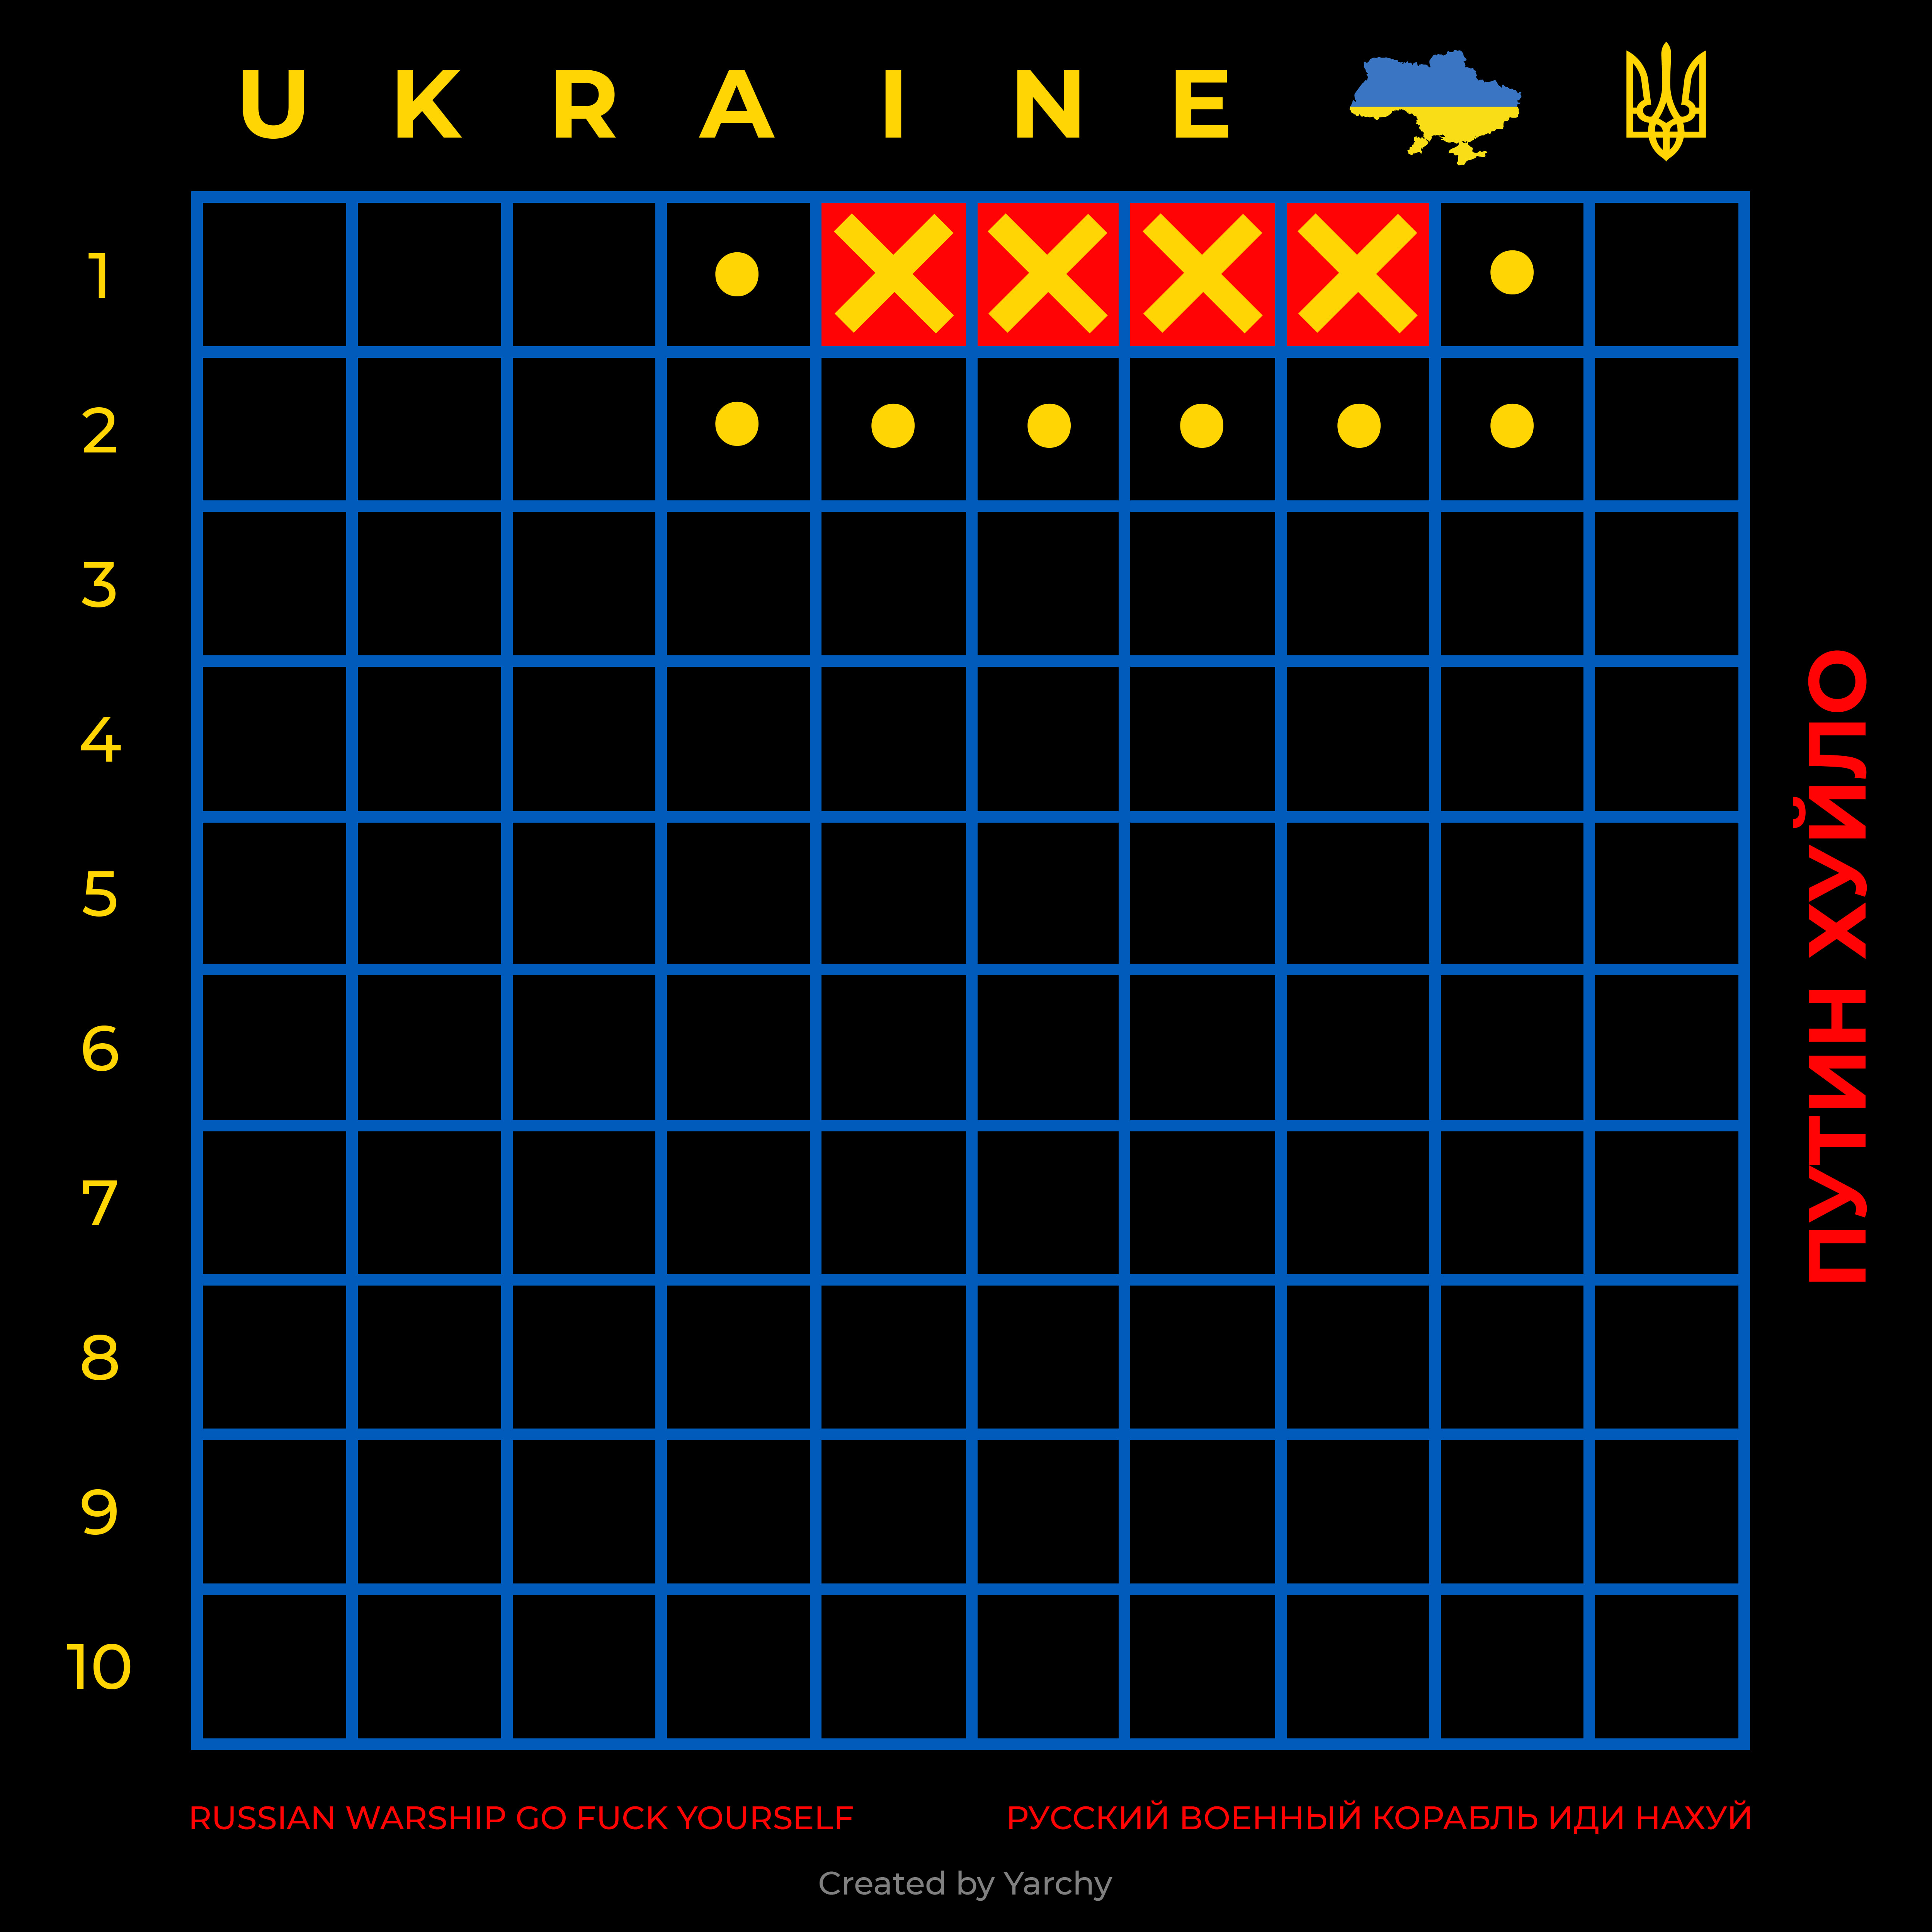 U K R A I N E
1
2
3
4
5
6
7
8
9
10
ПУТИН ХУЙЛО
RUSSIAN WARSHIP GO FUCK YOURSELF
РУССКИЙ ВОЕННЫЙ КОРАБЛЬ ИДИ НАХУЙ
Created by Yarchy